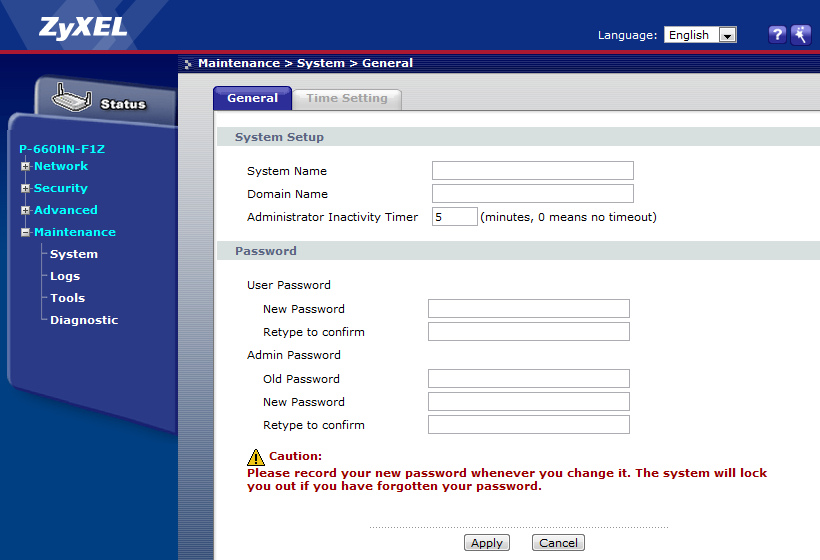 ZyXEL
Language: English
?
Maintenance > System > General
Status
General Time Setting
P-660HN-F1Z
Network
Security
Advanced
Maintenance
System
Logs
Tools
Diagnostic
System Setup
System Name
Domain Name
Administrator Inactivity Timer 5 (minutes, 0 means no timeout)
Password
User Password
New Password
Retype to confirm
Admin Password
Old Password
New Password
Retype to confirm
Caution:
Please record your new password whenever you change it. The system will lock
you out if you have forgotten your password.
Apply Cancel